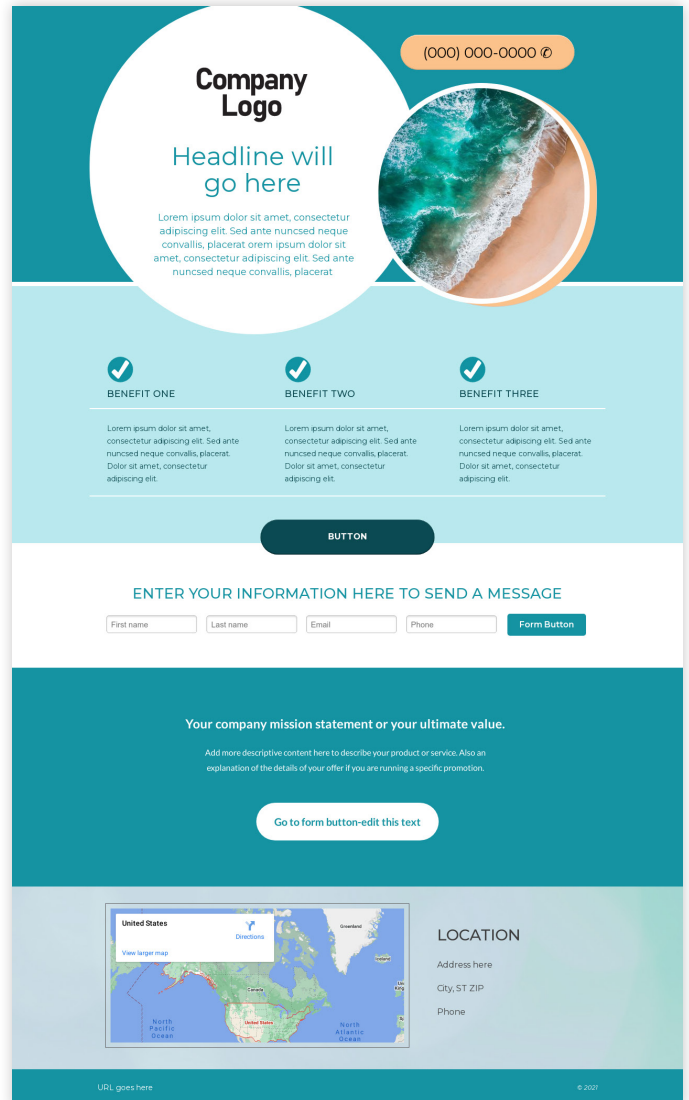 (000) 000-0000 ✆
Company
Logo
Headline will
go here
Lorem ipsum dolor sit amet, consectetur
adipiscing elit. Sed ante nuncsed neque
convallis, placerat orem ipsum dolor sit
amet, consectetur adipiscing elit. Sed ante
nuncsed neque convallis, placerat
BENEFIT ONE
Lorem ipsum dolor sit amet,
consectetur adipiscing elit. Sed ante
nuncsed neque convallis, placerat.
Dolor sit amet, consectetur
adipiscing elit.
BENEFIT TWO
Lorem ipsum dolor sit amet,
consectetur adipiscing elit. Sed ante
nuncsed neque convallis, placerat.
Dolor sit amet, consectetur
adipiscing elit.
BENEFIT THREE
Lorem ipsum dolor sit amet,
consectetur adipiscing elit. Sed ante
nuncsed neque convallis, placerat.
Dolor sit amet, consectetur
adipiscing elit.
BUTTON
ENTER YOUR INFORMATION HERE TO SEND A MESSAGE
First name
Last name
Email
Phone
Form Button
Your company mission statement or your ultimate value.
Add more descriptive content here to describe your product or service. Also an
explanation of the details of your offer if you are running a specific promotion.
Go to form button-edit this text
United States
Directions
View larger map
Greenland
Iceland
Canada
United States
North
Pacific
Ocean
North
Atlantic
Ocean
LOCATION
Address here
City, ST ZIP
Phone
URL goes here
© 2021